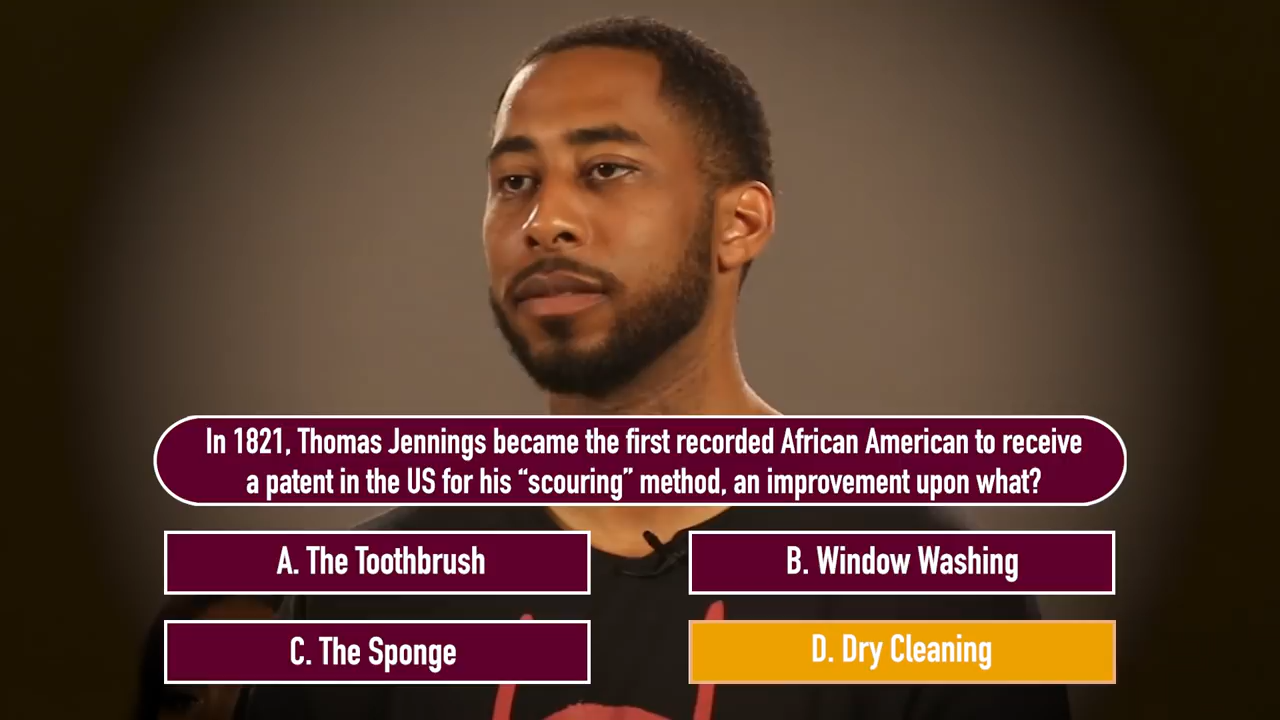 In 1821, Thomas Jennings became the first recorded African American to receive
a patent in the US for his “scouring” method, an improvement upon what?
A. The Toothbrush
B. Window Washing
C. The Sponge
D. Dry Cleaning